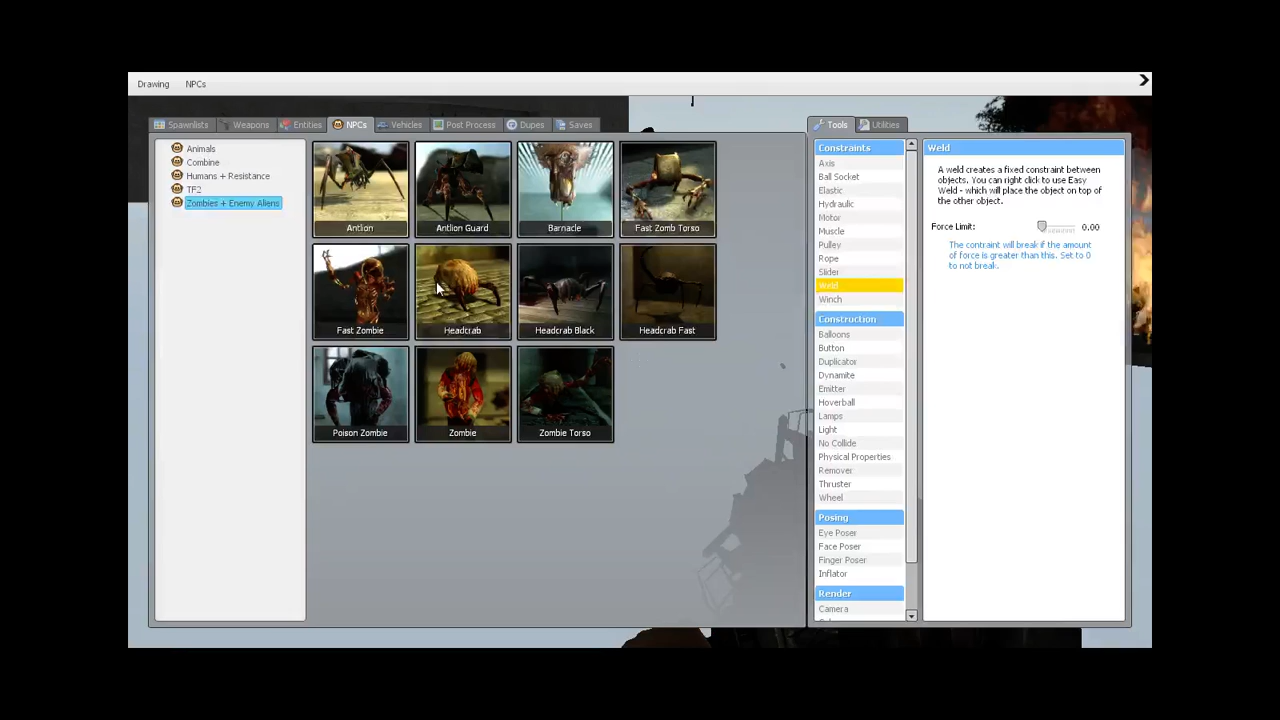 Drawing NPCs
Spawnlists Weapons Entities NPCs Vehicles Post Process Dupes Saves
Animals
Combine
Humans + Resistance
TF2
Zombies + Enemy Aliens
Antlion Antlion Guard Barnacle Fast Zomb Torso
Fast Zombie Headcrab Headcrab Black Headcrab Fast
Poison Zombie Zombie Zombie Torso
Tools Utilities
Constraints
Axis
Ball Socket
Elastic
Hydraulic
Motor
Muscle
Pulley
Rope
Slider
Weld
Winch
Construction
Balloons
Button
Duplicator
Dynamite
Emitter
Hoverball
Lamps
Light
No Collide
Physical Properties
Remover
Thruster
Wheel
Posing
Eye Poser
Face Poser
Finger Poser
Inflator
Render
Camera
Weld
A weld creates a fixed constraint between
objects. You can right click to use Easy
Weld - which will place the object on top of
the other object.
Force Limit: 0.00
The contraint will break if the amount
of force is greater than this. Set to 0
to not break.